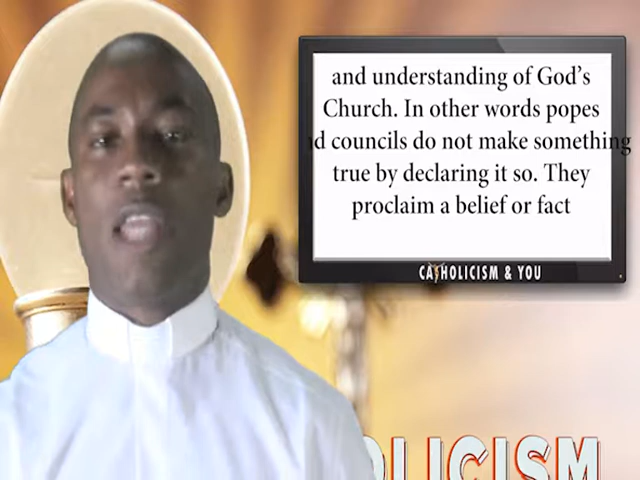 and understanding of God's
Church. In other words popes
nd councils do not make something
true by declaring it so. They
proclaim a belief or fact
CATHOLICISM & YOU
OLICISM